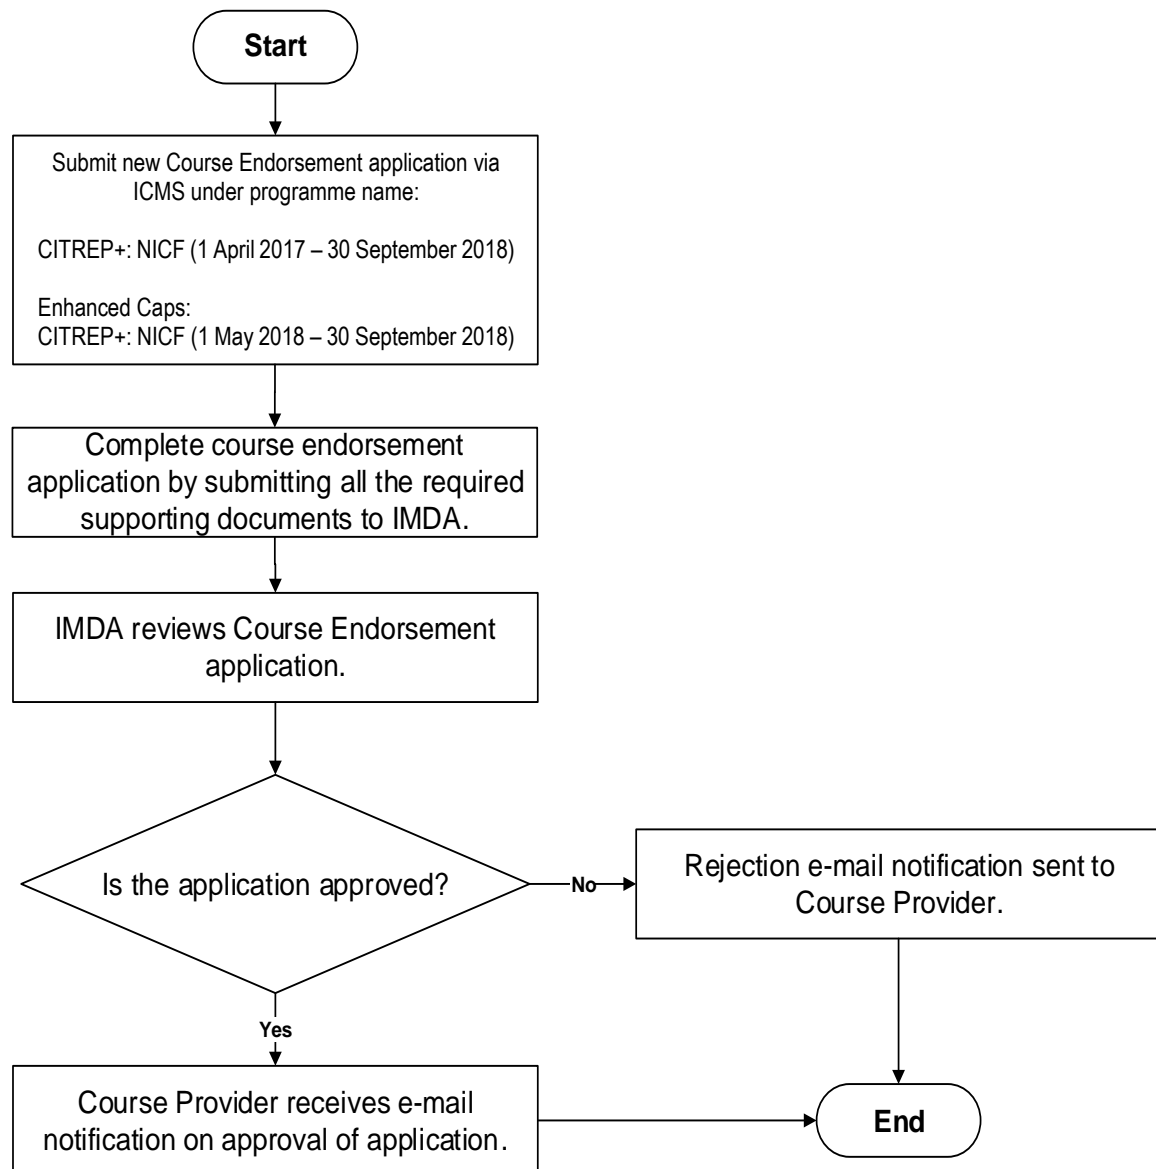 Start
Submit new Course Endorsement application via
ICMS under programme name:
CITREP+: NICF (1 April 2017 – 30 September 2018)
Enhanced Caps:
CITREP+: NICF (1 May 2018 – 30 September 2018)
Complete course endorsement
application by submitting all the required
supporting documents to IMDA.
IMDA reviews Course Endorsement
application.
Is the application approved?
No
Rejection e-mail notification sent to
Course Provider.
Yes
Course Provider receives e-mail
notification on approval of application.
End